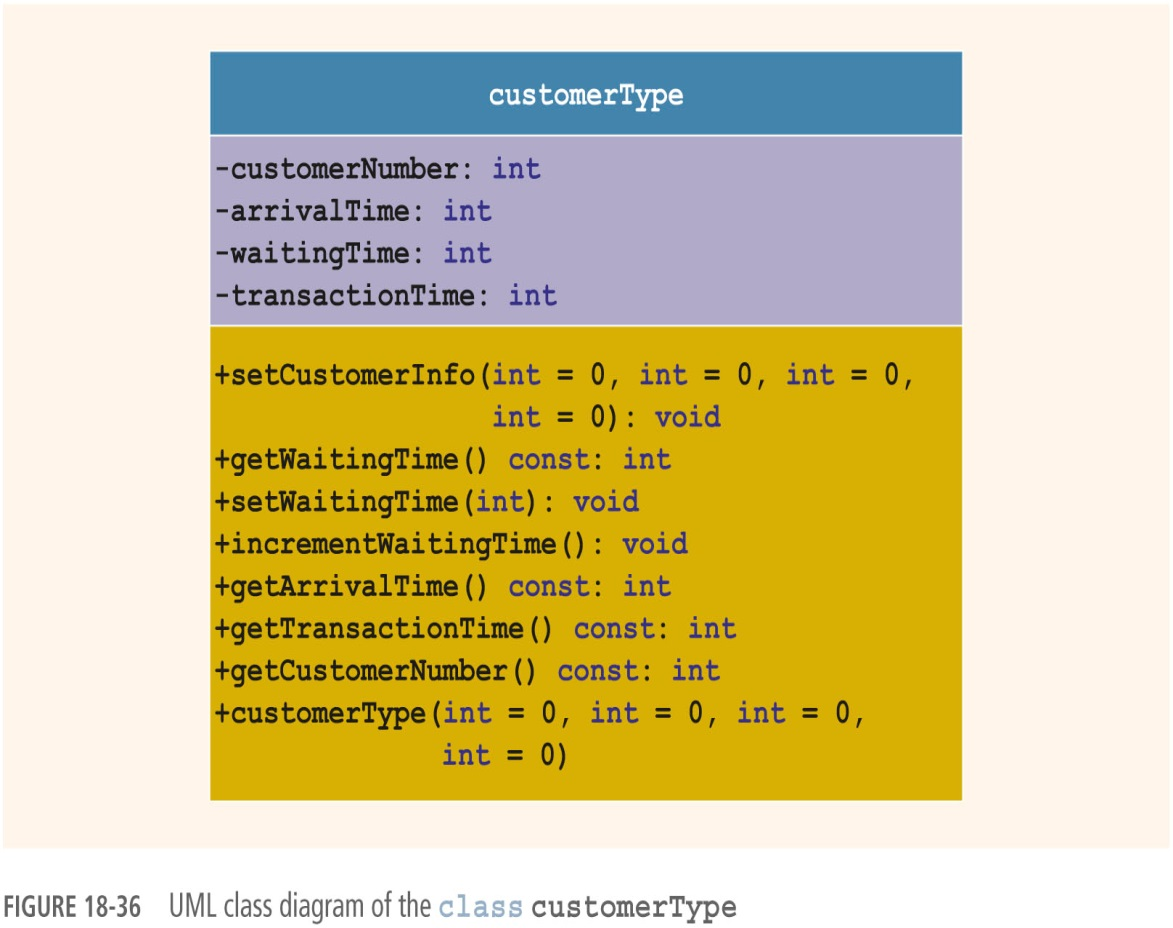 customerType
-customerNumber: int
-arrivalTime: int
-waitingTime: int
-transactionTime: int
+setCustomerInfo(int = 0, int = 0, int = 0,
int = 0): void
+getWaitingTime() const: int
+setWaitingTime(int): void
+incrementWaitingTime(): void
+getArrivalTime() const: int
+getTransactionTime() const: int
+getCustomerNumber() const: int
+customerType(int = 0, int = 0, int = 0,
int = 0)
FIGURE 18-36 UML class diagram of the class customerType